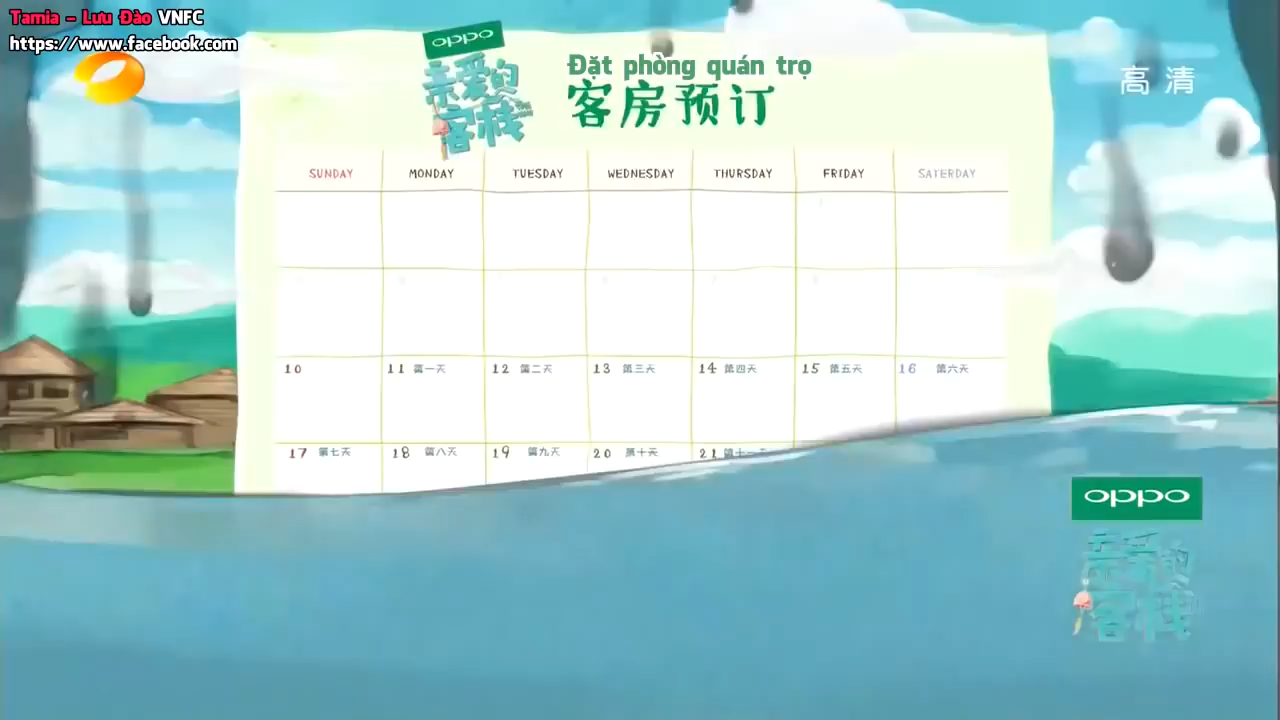 Tamia - Lưu Đào VNFC
https://www.facebook.com
oppo
亲爱的
客栈
Đặt phòng quán trọ
客房预订
高清
SUNDAY MONDAY TUESDAY WEDNESDAY THURSDAY FRIDAY SATERDAY
10 11 第一天 12 第二天 13 第三天 14 第四天 15 第五天 16 第六天
17 第七天 18 第八天 19 第九天 20 第十天 21 第十一天
oppo
亲爱的
客栈